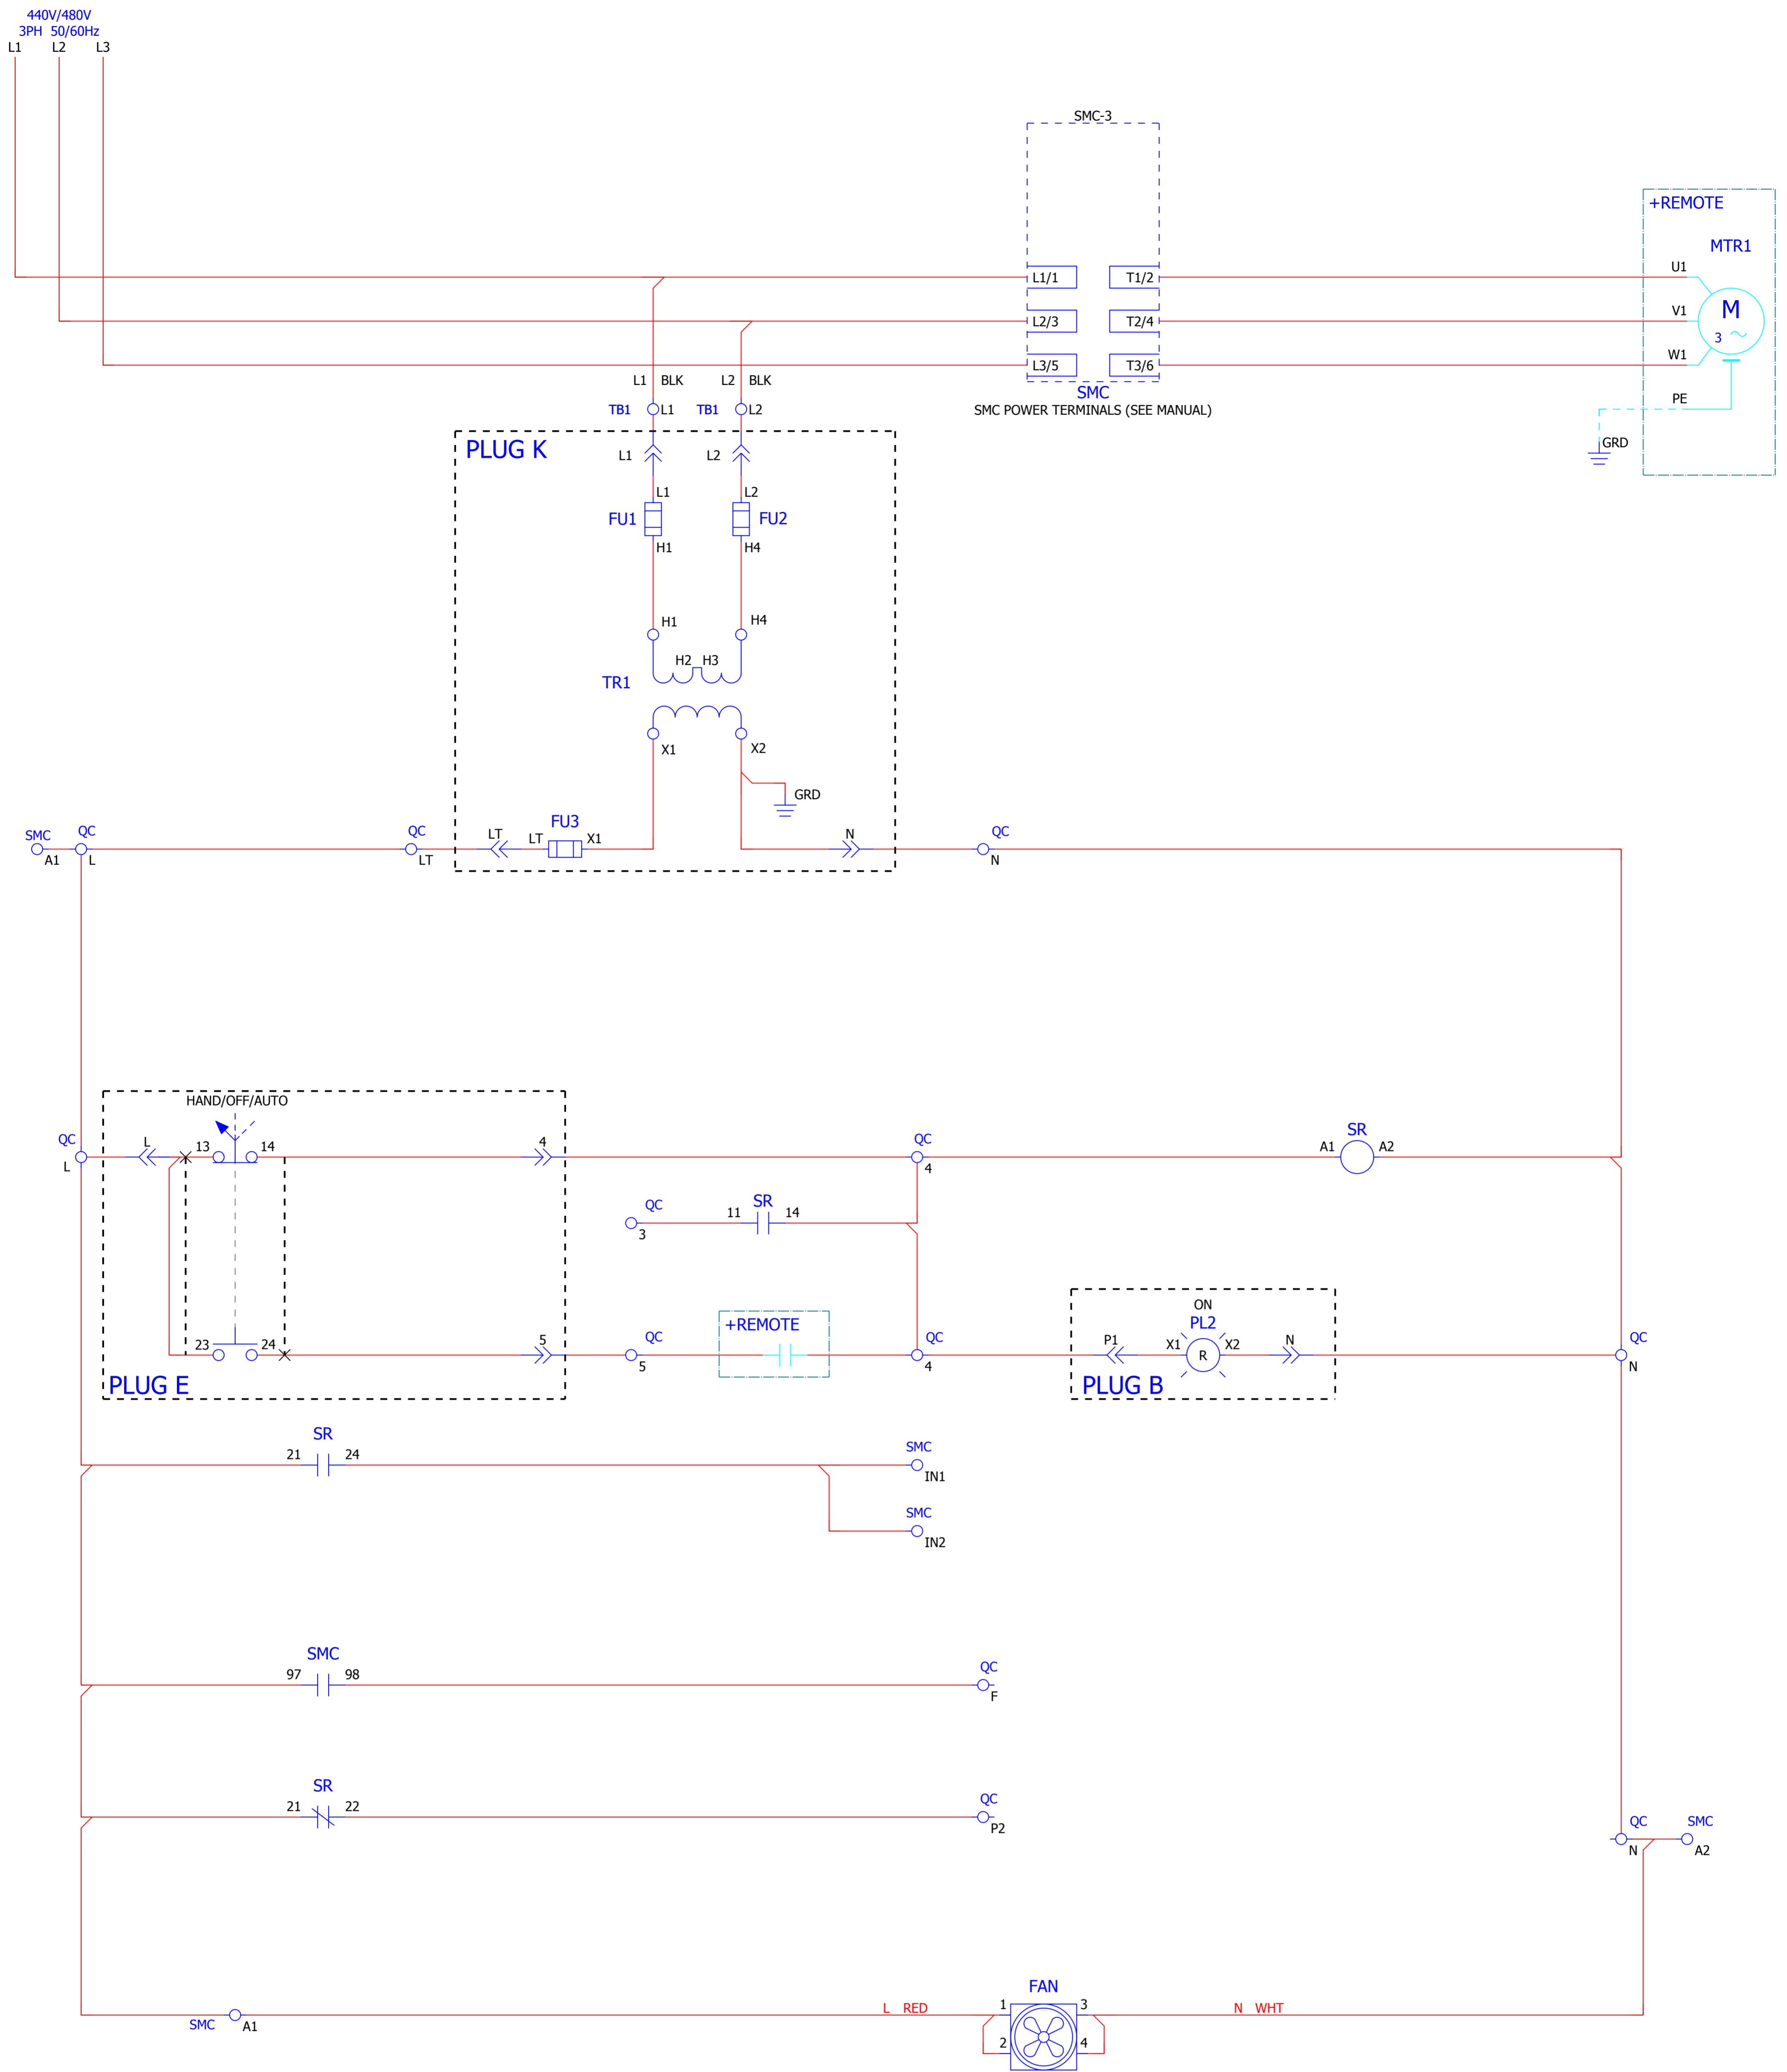 440V/480V
3PH 50/60Hz
L1 L2 L3
SMC-3
+REMOTE
MTR1
L1/1 T1/2 U1
L2/3 T2/4 V1
M
3
L3/5 T3/6 W1
L1 BLK L2 BLK
SMC
PE
TB1 L1 TB1 L2
SMC POWER TERMINALS (SEE MANUAL)
GRD
PLUG K
L1 L2
L1 L2
FU1 FU2
H1 H4
H1 H4
H2 H3
TR1
X1 X2
GRD
SMC QC QC LT FU3 N QC
LT X1
A1 L LT N
HAND/OFF/AUTO
QC L 13 14 4 QC SR
A1 A2
L 4
QC SR
11 14
3
ON
+REMOTE PL2
23 24 5 QC P1 X1 X2 N QC
R
5 4 N
PLUG E
PLUG B
SR SMC
21 24
IN1
SMC
IN2
SMC QC
97 98
F
SR QC
21 22
P2
QC SMC
N A2
FAN
L RED 1 3 N WHT
SMC A1
2 4